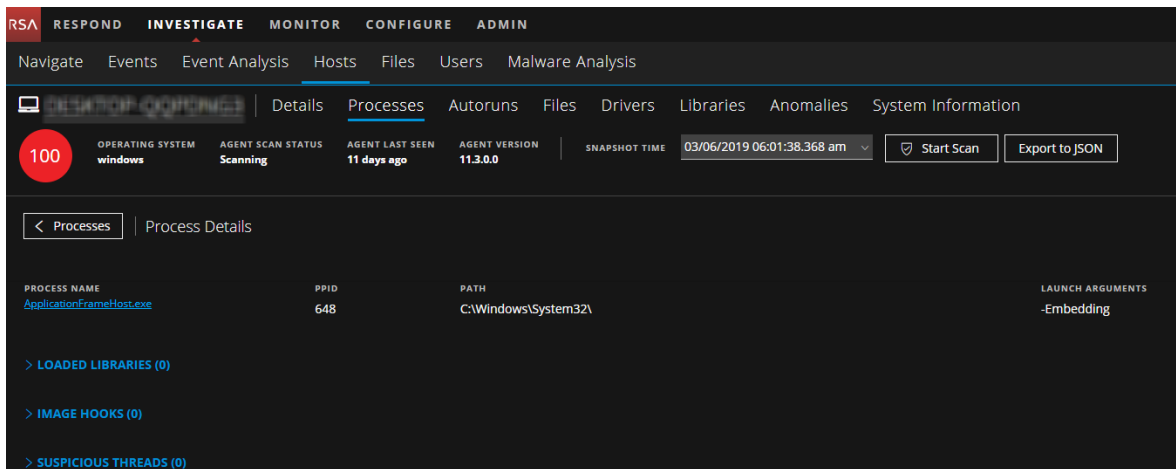 RSA RESPOND INVESTIGATE MONITOR CONFIGURE ADMIN
Navigate Events Event Analysis Hosts Files Users Malware Analysis
Details Processes Autoruns Files Drivers Libraries Anomalies System Information
100
OPERATING SYSTEM AGENT SCAN STATUS AGENT LAST SEEN AGENT VERSION
windows Scanning 11 days ago 11.3.0.0
SNAPSHOT TIME 03/06/2019 06:01:38.368 am Start Scan Export to JSON
Processes Process Details
PROCESS NAME PPID PATH LAUNCH ARGUMENTS
ApplicationFrameHost.exe 648 C:\Windows\System32\ -Embedding
LOADED LIBRARIES (0)
IMAGE HOOKS (0)
SUSPICIOUS THREADS (0)